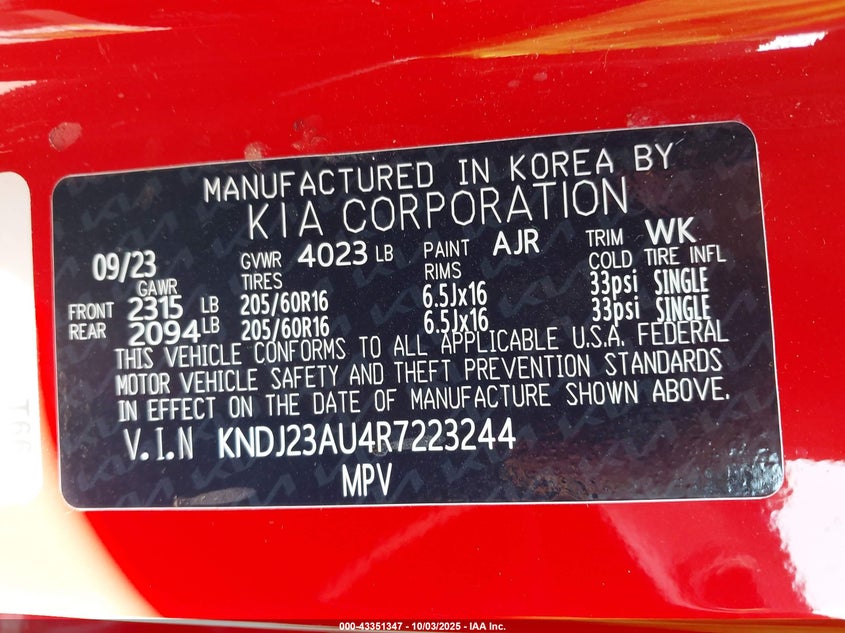 MANUFACTURED IN KOREA BY
KIA CORPORATION
09/23 GVWR 4023 LB PAINT AJR TRIM WK
GAWR TIRES RIMS COLD TIRE INFL
FRONT 2315 LB 205/60R16 6.5Jx16 33psi SINGLE
REAR 2094 LB 205/60R16 6.5Jx16 33psi SINGLE
THIS VEHICLE CONFORMS TO ALL APPLICABLE U.S.A. FEDERAL
MOTOR VEHICLE SAFETY AND THEFT PREVENTION STANDARDS
IN EFFECT ON THE DATE OF MANUFACTURE SHOWN ABOVE.
V.I.N KNDJ23AU4R7223244
MPV
000-43351347 - 10/03/2025 - IAA Inc.